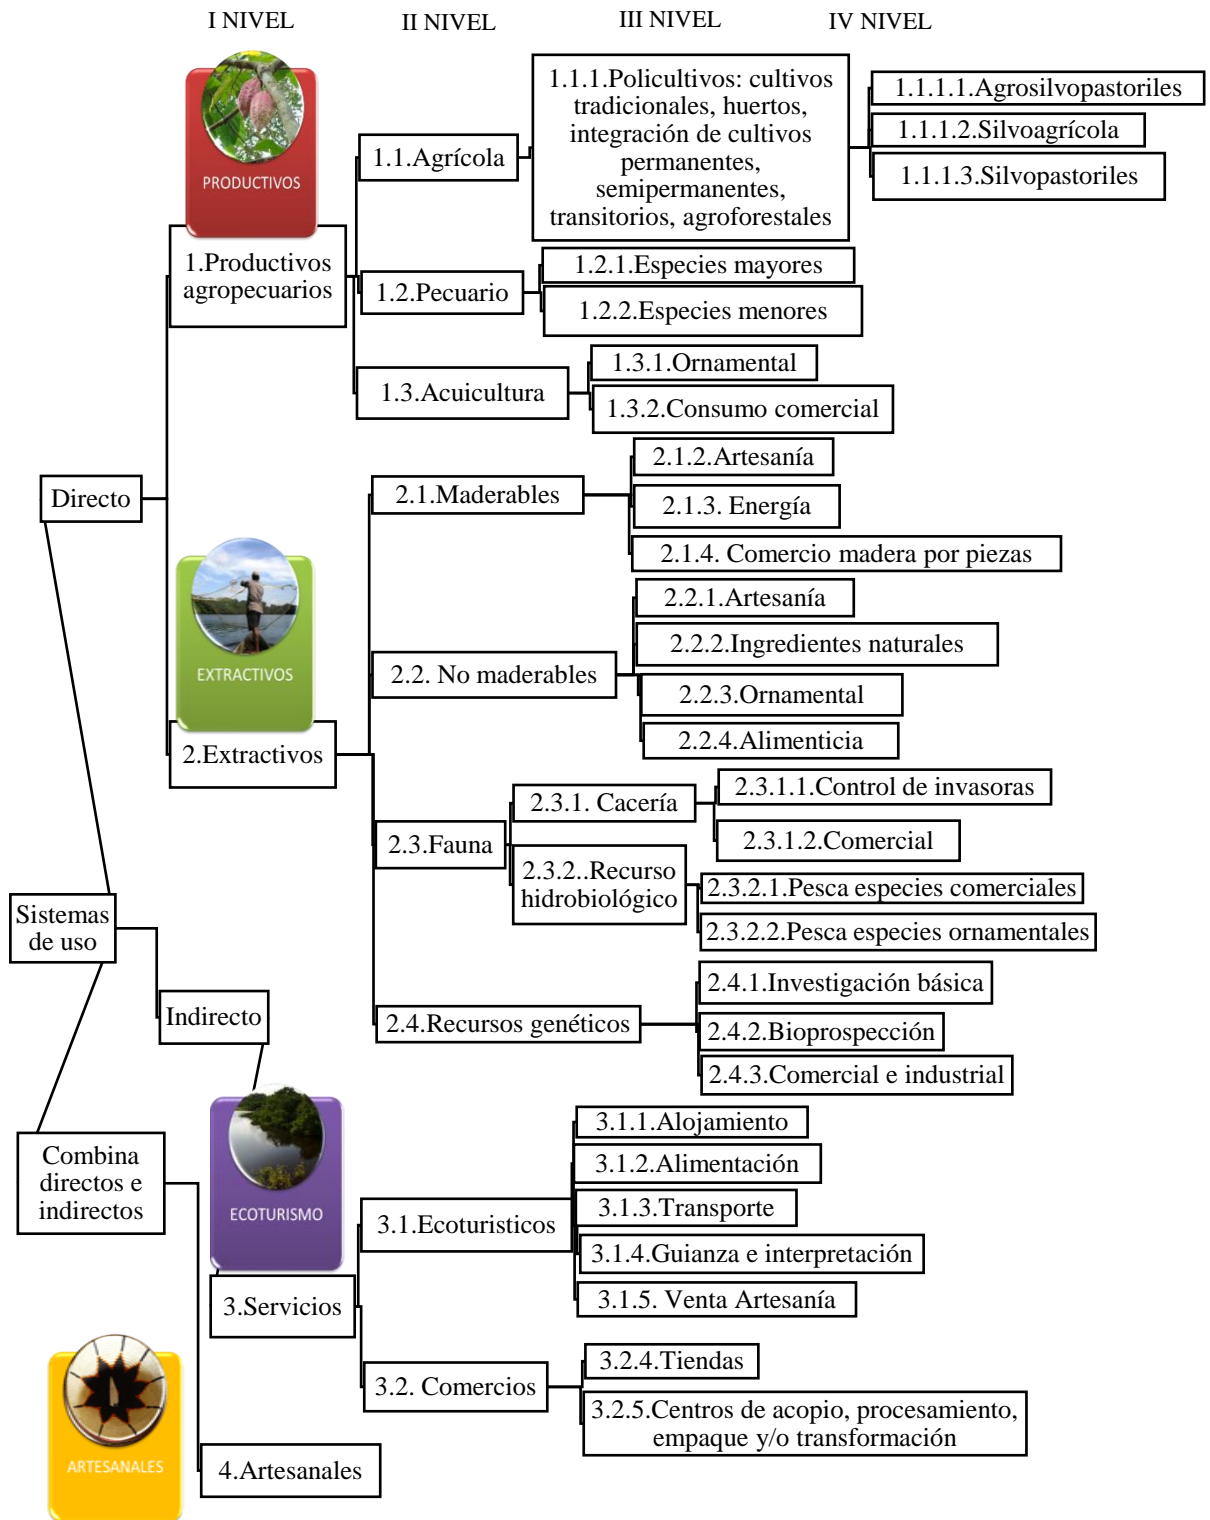 I NIVEL
II NIVEL
III NIVEL
IV NIVEL
PRODUCTIVOS
1.Productivos
agropecuarios
1.1.Agrícola
1.1.1.Policultivos: cultivos
tradicionales, huertos,
integración de cultivos
permanentes,
semipermanentes,
transitorios, agroforestales
1.1.1.1.Agrosilvopastoriles
1.1.1.2.Silvoagrícola
1.1.1.3.Silvopastoriles
1.2.Pecuario
1.2.1.Especies mayores
1.2.2.Especies menores
1.3.Acuicultura
1.3.1.Ornamental
1.3.2.Consumo comercial
Directo
EXTRACTIVOS
2.Extractivos
2.1.Maderables
2.1.2.Artesanía
2.1.3. Energía
2.1.4. Comercio madera por piezas
2.2. No maderables
2.2.1.Artesanía
2.2.2.Ingredientes naturales
2.2.3.Ornamental
2.2.4.Alimenticia
2.3.Fauna
2.3.1. Cacería
2.3.1.1.Control de invasoras
2.3.1.2.Comercial
2.3.2..Recurso
hidrobiológico
2.3.2.1.Pesca especies comerciales
2.3.2.2.Pesca especies ornamentales
2.4.Recursos genéticos
2.4.1.Investigación básica
2.4.2.Bioprospección
2.4.3.Comercial e industrial
Sistemas
de uso
Indirecto
Combina
directos e
indirectos
ECOTURISMO
3.Servicios
3.1.Ecoturisticos
3.1.1.Alojamiento
3.1.2.Alimentación
3.1.3.Transporte
3.1.4.Guianza e interpretación
3.1.5. Venta Artesanía
3.2. Comercios
3.2.4.Tiendas
3.2.5.Centros de acopio, procesamiento,
empaque y/o transformación
ARTESANALES
4.Artesanales